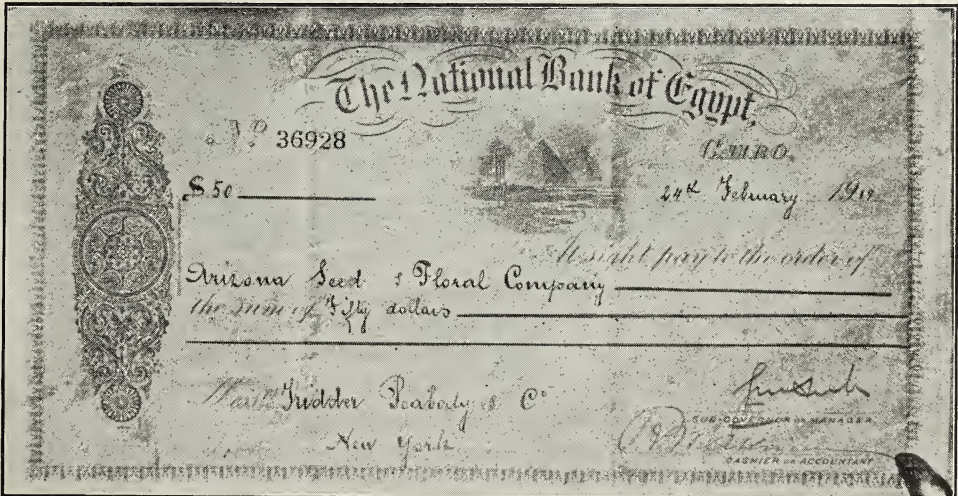 The National Bank of Egypt,
No 36928
CAIRO,
$ 50
24th February 19
At sight pay to the order of
Arizona Seed & Floral Company
the sum of Fifty dollars
Kidder Peabody & Co
New York
SUB-GOVERNOR OR MANAGER
CASHIER OR ACCOUNTANT